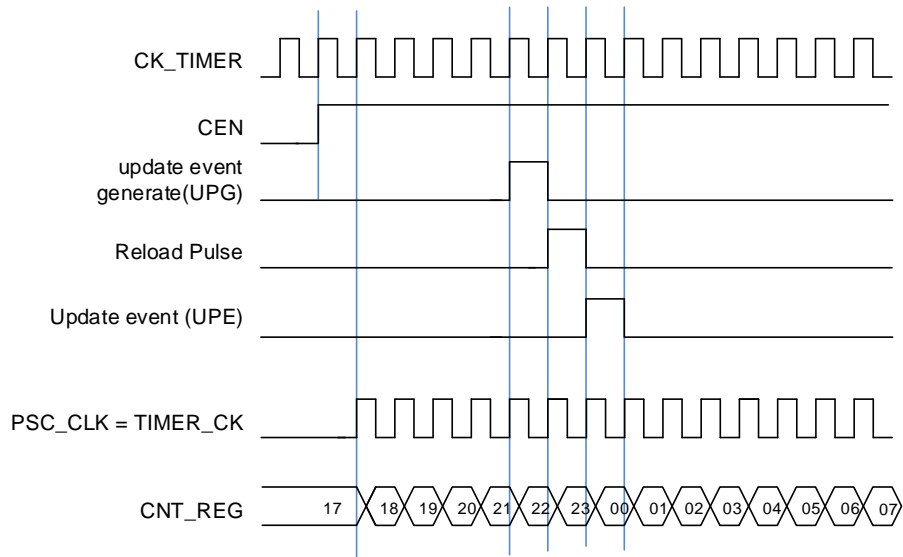 CK_TIMER
CEN
update event
generate(UPG)
Reload Pulse
Update event (UPE)
PSC_CLK = TIMER_CK
CNT_REG 17 18 19 20 21 22 23 00 01 02 03 04 05 06 07